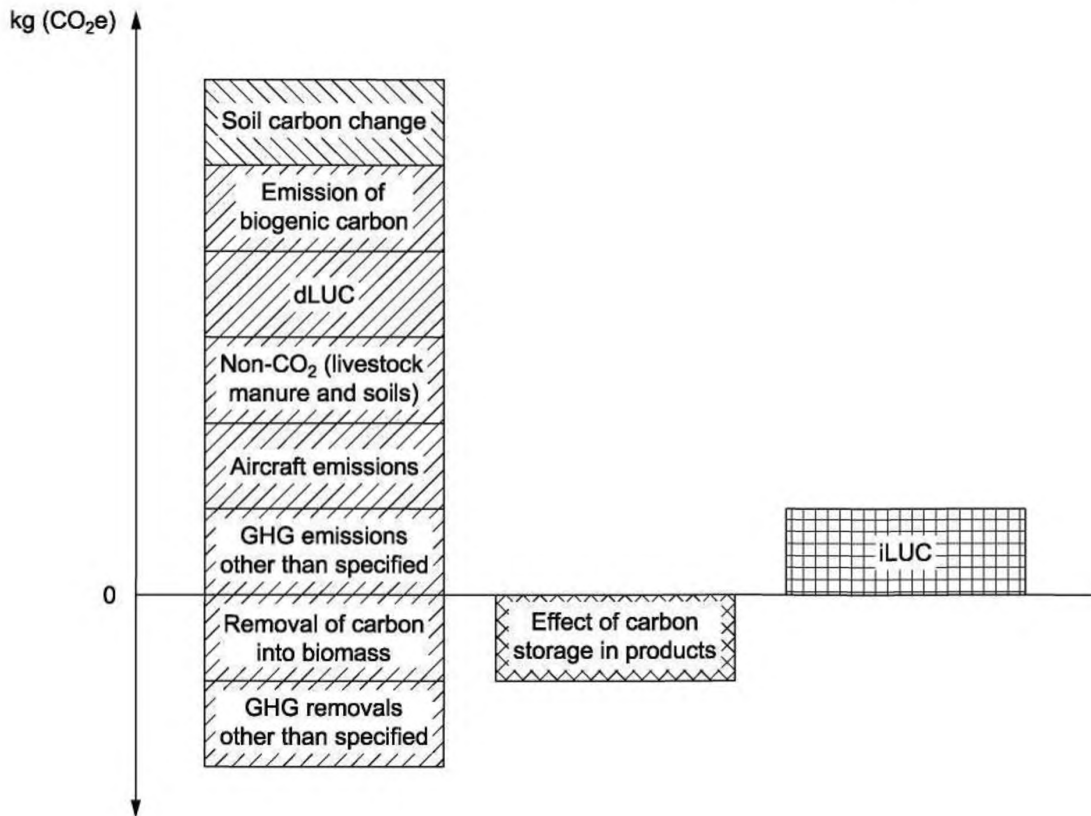 kg (CO₂e)
Soil carbon change
Emission of
biogenic carbon
dLUC
Non-CO₂ (livestock
manure and soils)
Aircraft emissions
GHG emissions
other than specified
iLUC
0
Removal of carbon
into biomass
Effect of carbon
storage in products
GHG removals
other than specified